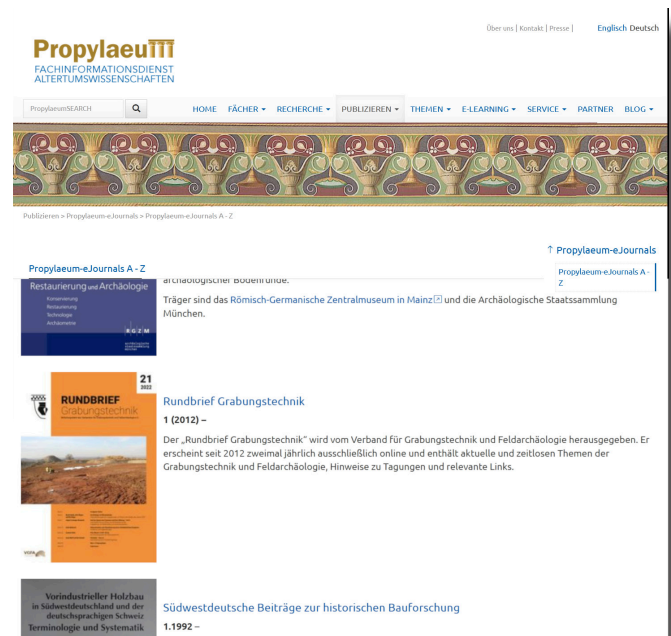 Über uns | Kontakt | Presse | Englisch Deutsch
Propylaeum
FACHINFORMATIONSDIENST
ALTERTUMSWISSENSCHAFTEN
PropylaeumSEARCH HOME FÄCHER RECHERCHE PUBLIZIEREN THEMEN E-LEARNING SERVICE PARTNER BLOG
Publizieren > Propylaeum-eJournals > Propylaeum-eJournals A - Z
↑ Propylaeum-eJournals
Propylaeum-eJournals A - Z
Propylaeum-eJournals A -
Z
archäologischer Bodenfunde.
Restaurierung und Archäologie
Konservierung
Restaurierung
Technologie
Archäometrie
R G Z M
Träger sind das Römisch-Germanische Zentralmuseum in Mainz und die Archäologische Staatssammlung
München.
21
2022
RUNDBRIEF
Grabungstechnik
Rundbrief Grabungstechnik
1 (2012) –
Der „Rundbrief Grabungstechnik“ wird vom Verband für Grabungstechnik und Feldarchäologie herausgegeben. Er
erscheint seit 2012 zweimal jährlich ausschließlich online und enthält aktuelle und zeitlosen Themen der
Grabungstechnik und Feldarchäologie, Hinweise zu Tagungen und relevante Links.
Vorindustrieller Holzbau
in Südwestdeutschland und der
deutschsprachigen Schweiz
Terminologie und Systematik
Südwestdeutsche Beiträge zur historischen Bauforschung
1.1992 –